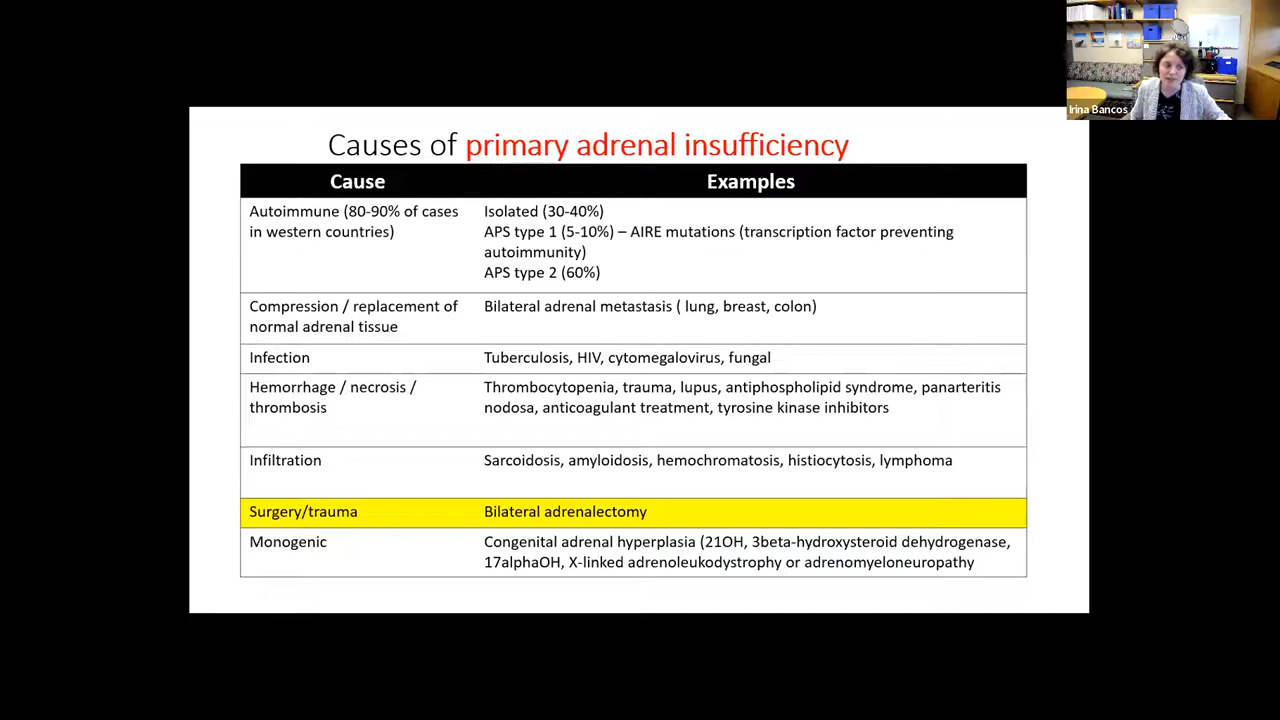 Irina Bancos
Causes of primary adrenal insufficiency
Cause
Examples
Autoimmune (80-90% of cases
in western countries)
Isolated (30-40%)
APS type 1 (5-10%) – AIRE mutations (transcription factor preventing
autoimmunity)
APS type 2 (60%)
Compression / replacement of
normal adrenal tissue
Bilateral adrenal metastasis ( lung, breast, colon)
Infection
Tuberculosis, HIV, cytomegalovirus, fungal
Hemorrhage / necrosis /
thrombosis
Thrombocytopenia, trauma, lupus, antiphospholipid syndrome, panarteritis
nodosa, anticoagulant treatment, tyrosine kinase inhibitors
Infiltration
Sarcoidosis, amyloidosis, hemochromatosis, histiocytosis, lymphoma
Surgery/trauma
Bilateral adrenalectomy
Monogenic
Congenital adrenal hyperplasia (21OH, 3beta-hydroxysteroid dehydrogenase,
17alphaOH, X-linked adrenoleukodystrophy or adrenomyeloneuropathy